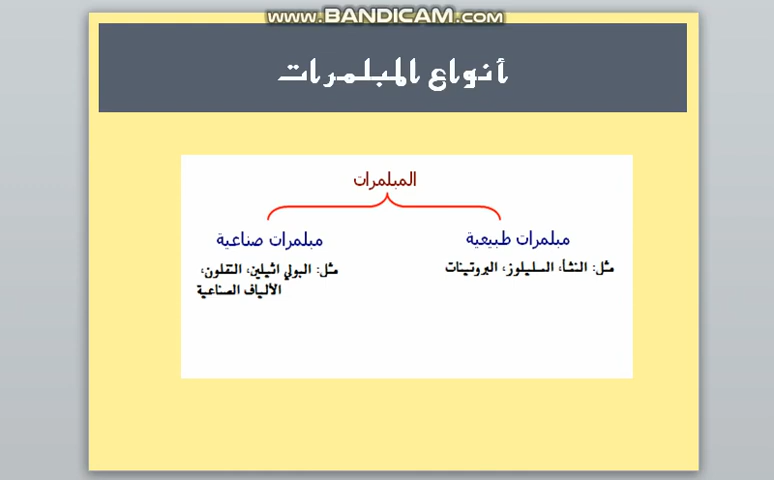 www.BANDICAM.com
أنواع المبلمرات
المبلمرات
مبلمرات طبيعية
مثل: النشأ، السليلوز، البروتينات
مبلمرات صناعية
مثل: البولي اثيلين، التفلون،
الألياف الصناعية